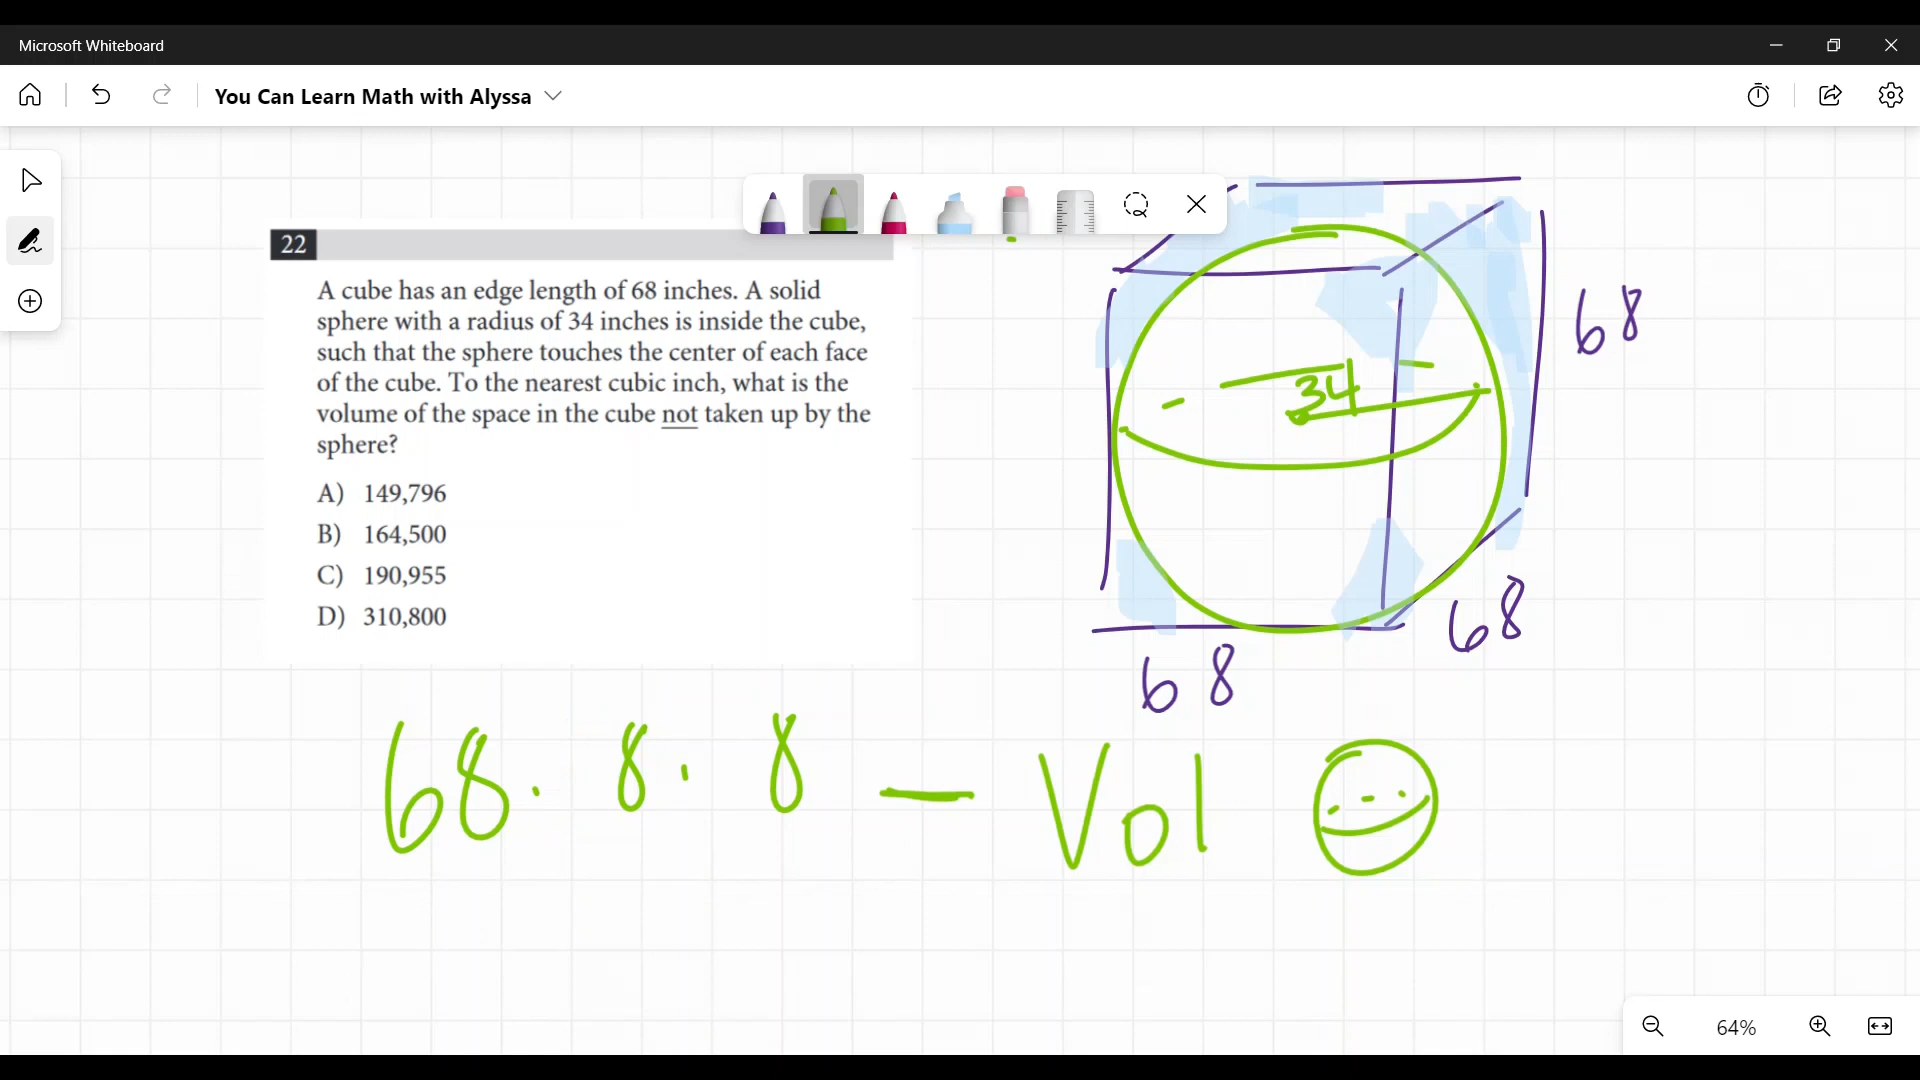 Microsoft Whiteboard
You Can Learn Math with Alyssa
22
A cube has an edge length of 68 inches. A solid
sphere with a radius of 34 inches is inside the cube,
such that the sphere touches the center of each face
of the cube. To the nearest cubic inch, what is the
volume of the space in the cube not taken up by the
sphere?
A) 149,796
B) 164,500
C) 190,955
D) 310,800
34
68
68
68
68 . 8 . 8 — Vol
64%